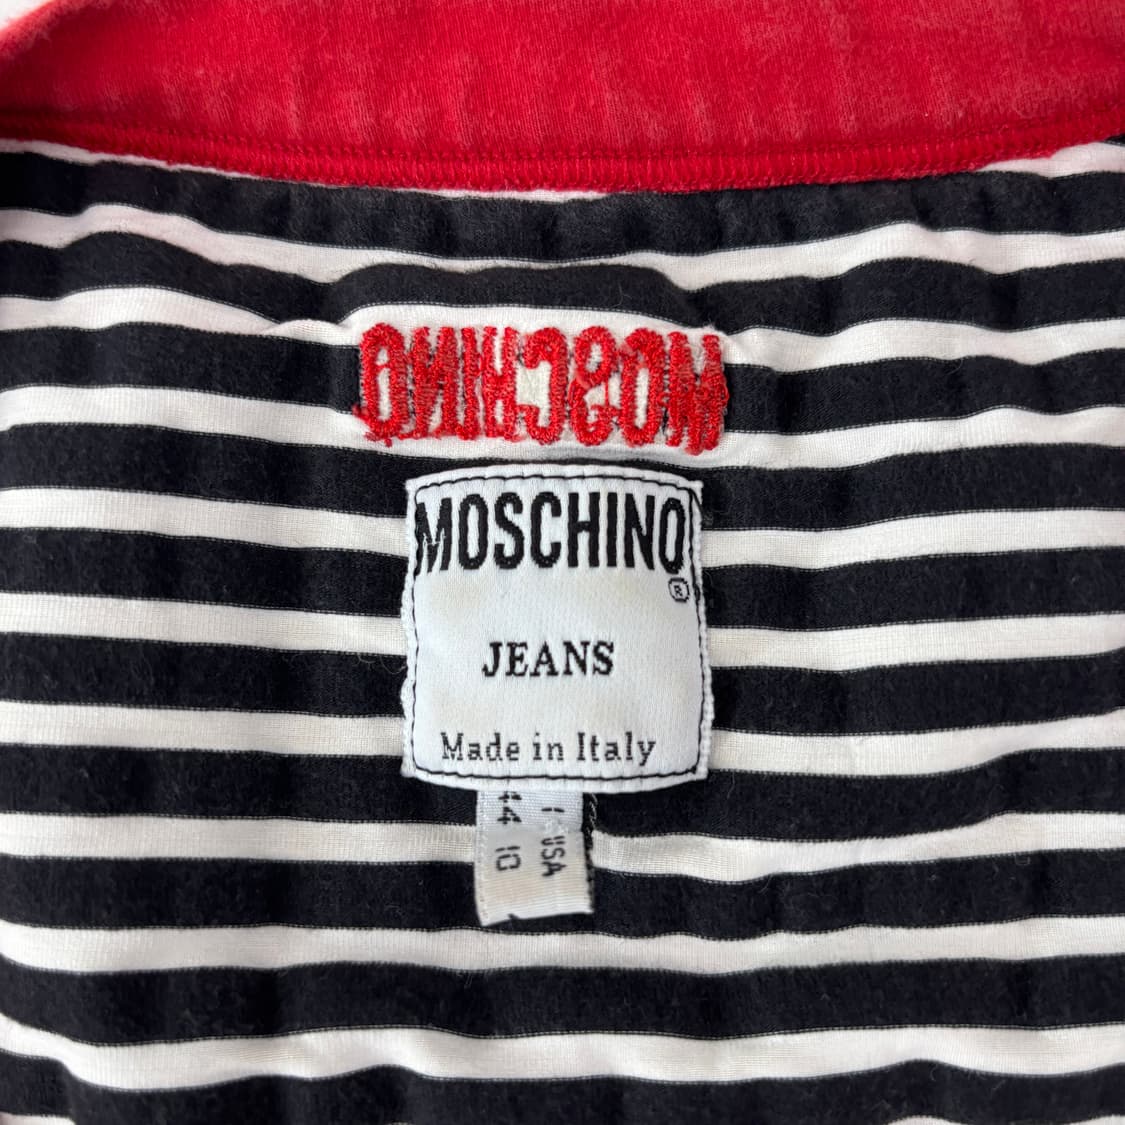 MOSCHINO
MOSCHINO
®
JEANS
Made in Italy
I USA
44 10